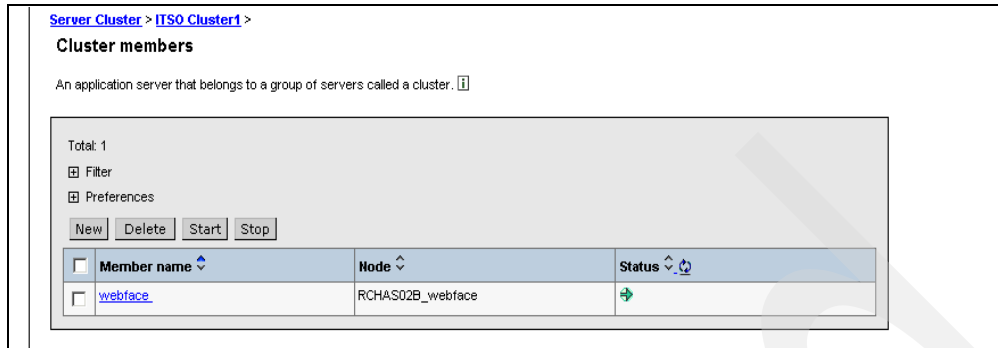 Server Cluster > ITSO Cluster1 >
Cluster members
An application server that belongs to a group of servers called a cluster. i
Total: 1
Filter
Preferences
New Delete Start Stop
Member name Node Status
webface RCHAS02B_webface